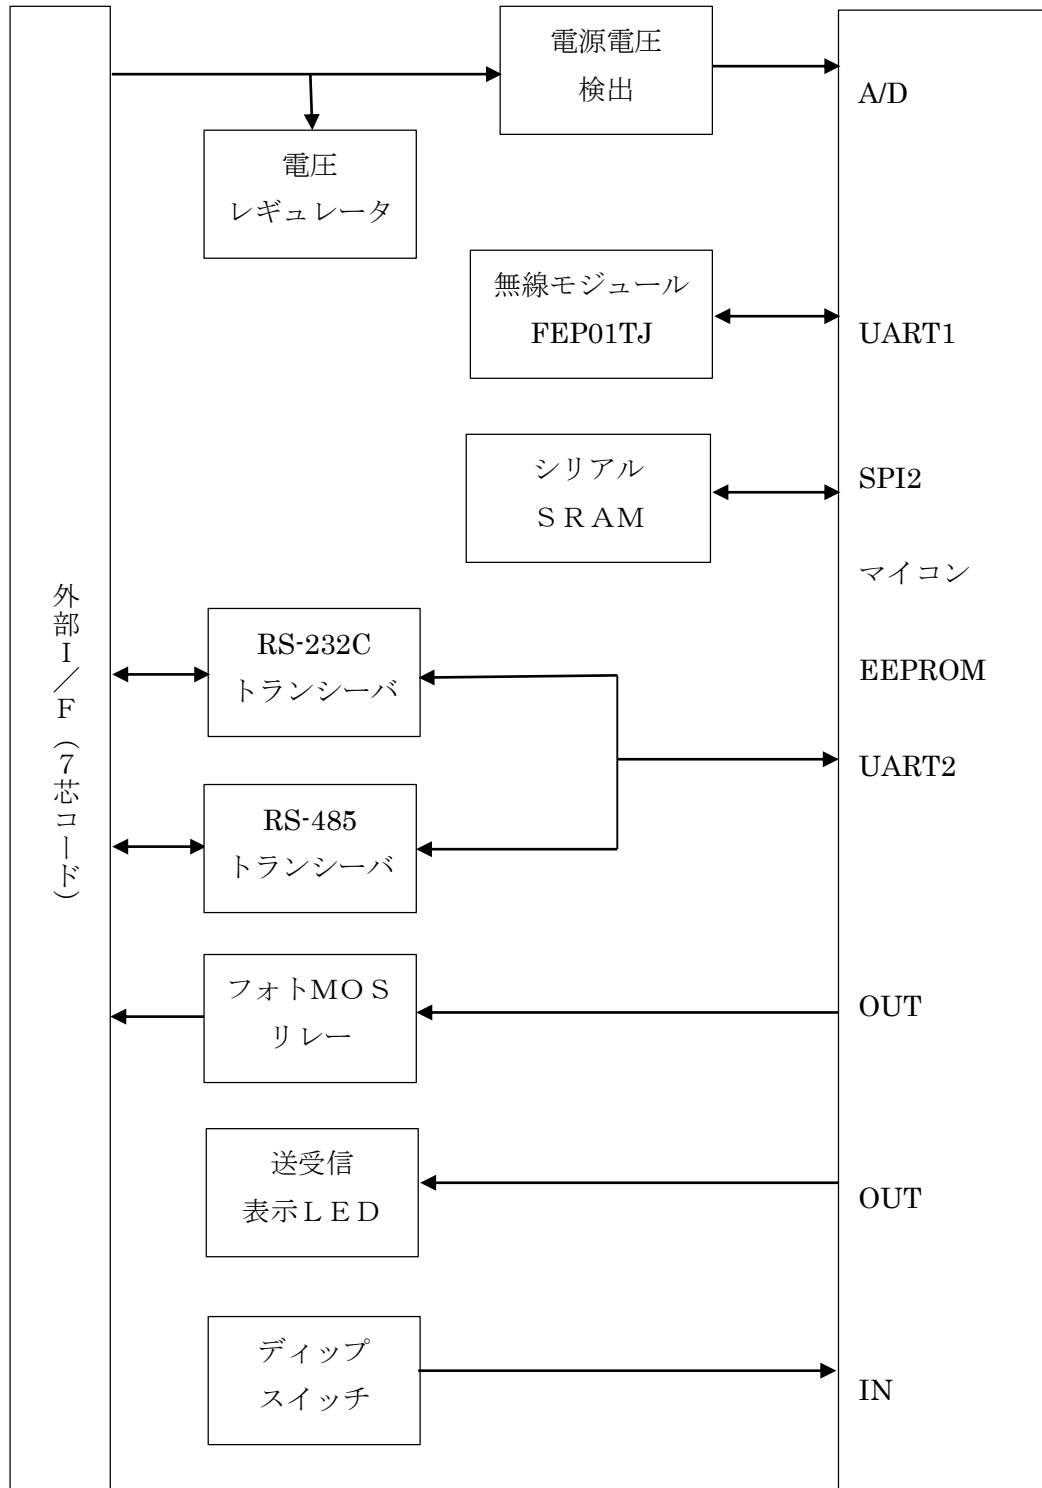 電源電圧
検出
A/D
電圧
レギュレータ
無線モジュール
FEP01TJ
UART1
シリアル
ＳＲＡＭ
SPI2
マイコン
外部Ｉ／Ｆ（７芯コード）
RS-232C
トランシーバ
EEPROM
UART2
RS-485
トランシーバ
フォトMOＳ
リレー
OUT
送受信
表示ＬＥＤ
OUT
ディップ
スイッチ
IN